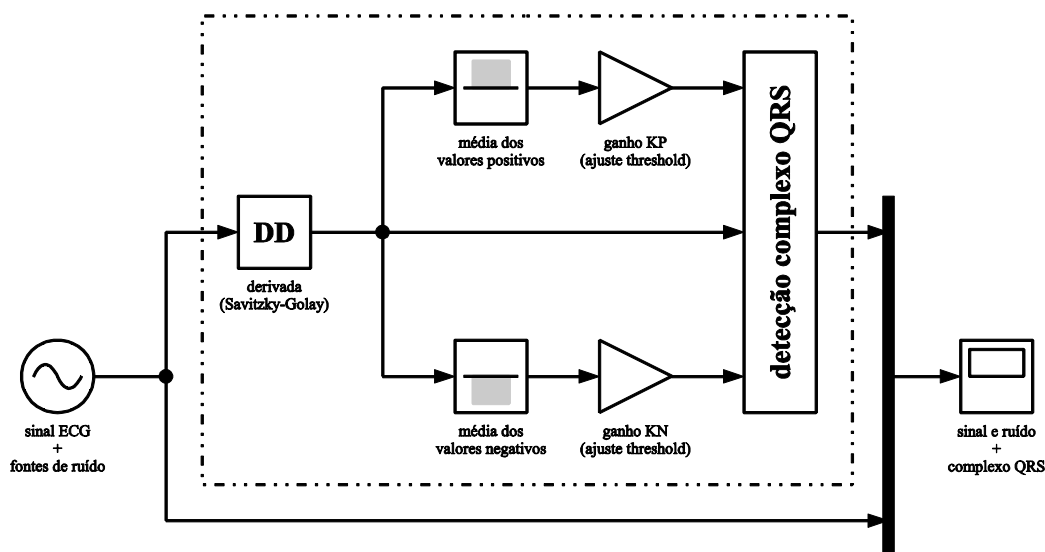 média dos
valores positivos
ganho KP
(ajuste threshold)
detecção complexo QRS
DD
derivada
(Savitzky-Golay)
sinal ECG
+
fontes de ruído
média dos
valores negativos
ganho KN
(ajuste threshold)
sinal e ruído
+
complexo QRS